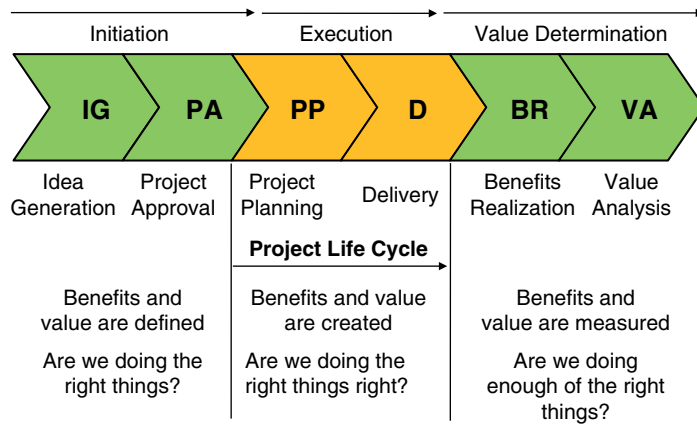 Initiation
Execution
Value Determination
IG
PA
PP
D
BR
VA
Idea
Generation
Project
Approval
Project
Planning
Delivery
Benefits
Realization
Value
Analysis
Project Life Cycle
Benefits and
value are defined
Are we doing the
right things?
Benefits and value
are created
Are we doing the
right things right?
Benefits and
value are measured
Are we doing
enough of the right
things?